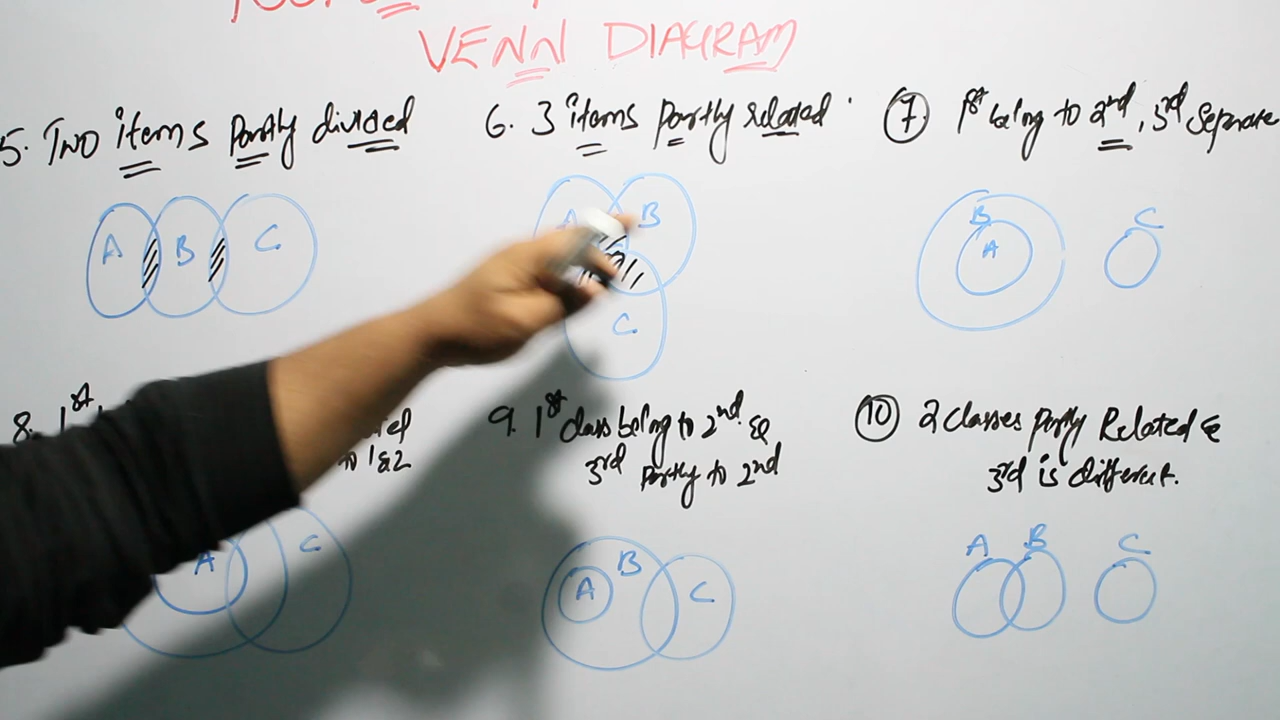 VENN DIAGRAM
5. Two items Partly divided
A B C
6. 3 items partly related
A B
C
7 1st belong to 2nd, 3rd Separate
B
A
C
8. 1st
to 1 & 2
A C
9. 1st class belong to 2nd &
3rd Partly to 2nd
A B C
10 2 classes partly Related &
3rd is different.
A B C